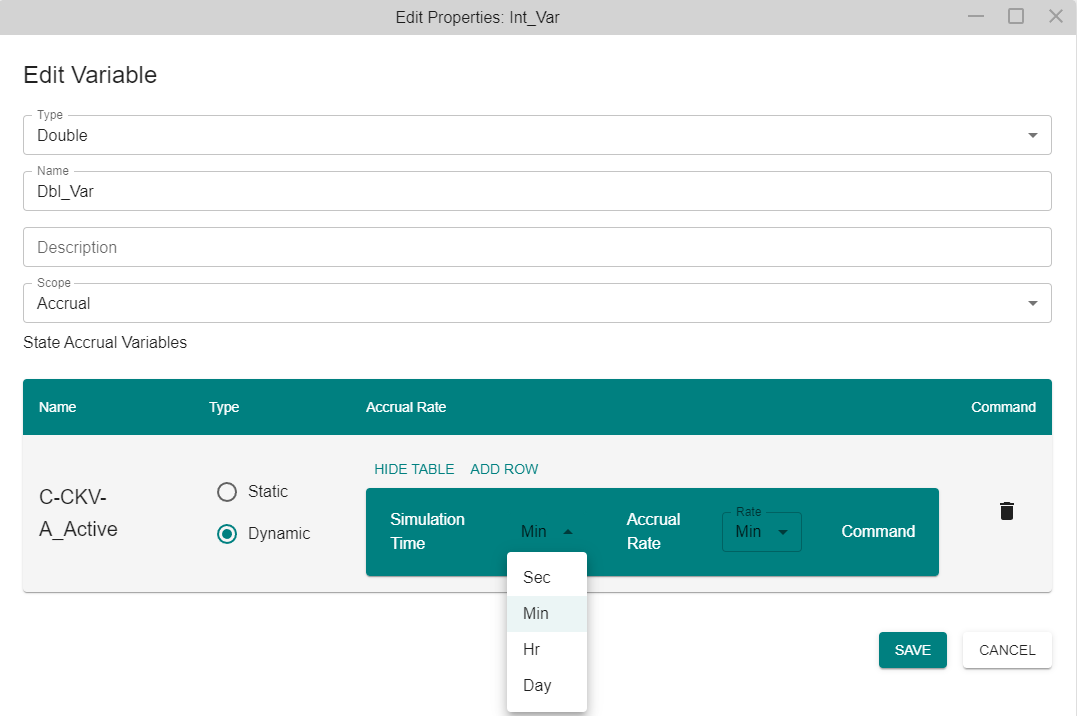 Edit Properties: Int_Var
Edit Variable
Type
Double
Name
Dbl_Var
Description
Scope
Accrual
State Accrual Variables
Name Type Accrual Rate Command
HIDE TABLE ADD ROW
C-CKV-
A_Active
Static
Dynamic
Simulation
Time
Min
Accrual
Rate
Rate
Min
Command
Sec
Min
Hr
Day
SAVE CANCEL